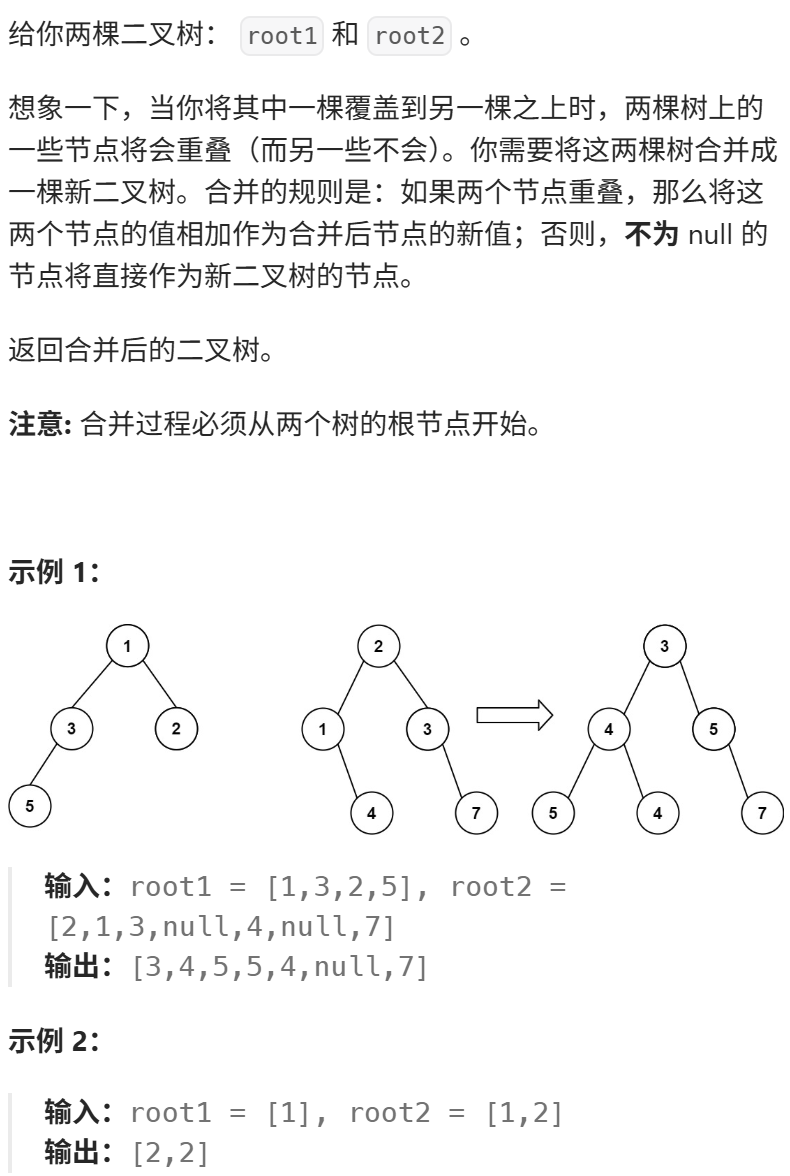 给你两棵二叉树： root1 和 root2 。
想象一下，当你将其中一棵覆盖到另一棵之上时，两棵树上的
一些节点将会重叠（而另一些不会）。你需要将这两棵树合并成
一棵新二叉树。合并的规则是：如果两个节点重叠，那么将这
两个节点的值相加作为合并后节点的新值；否则，不为 null 的
节点将直接作为新二叉树的节点。
返回合并后的二叉树。
注意: 合并过程必须从两个树的根节点开始。
示例 1：
1 2 3
3 2 1 3 4 5
5 4 7 5 4 7
输入：root1 = [1,3,2,5], root2 =
[2,1,3,null,4,null,7]
输出：[3,4,5,5,4,null,7]
示例 2：
输入：root1 = [1], root2 = [1,2]
输出：[2,2]